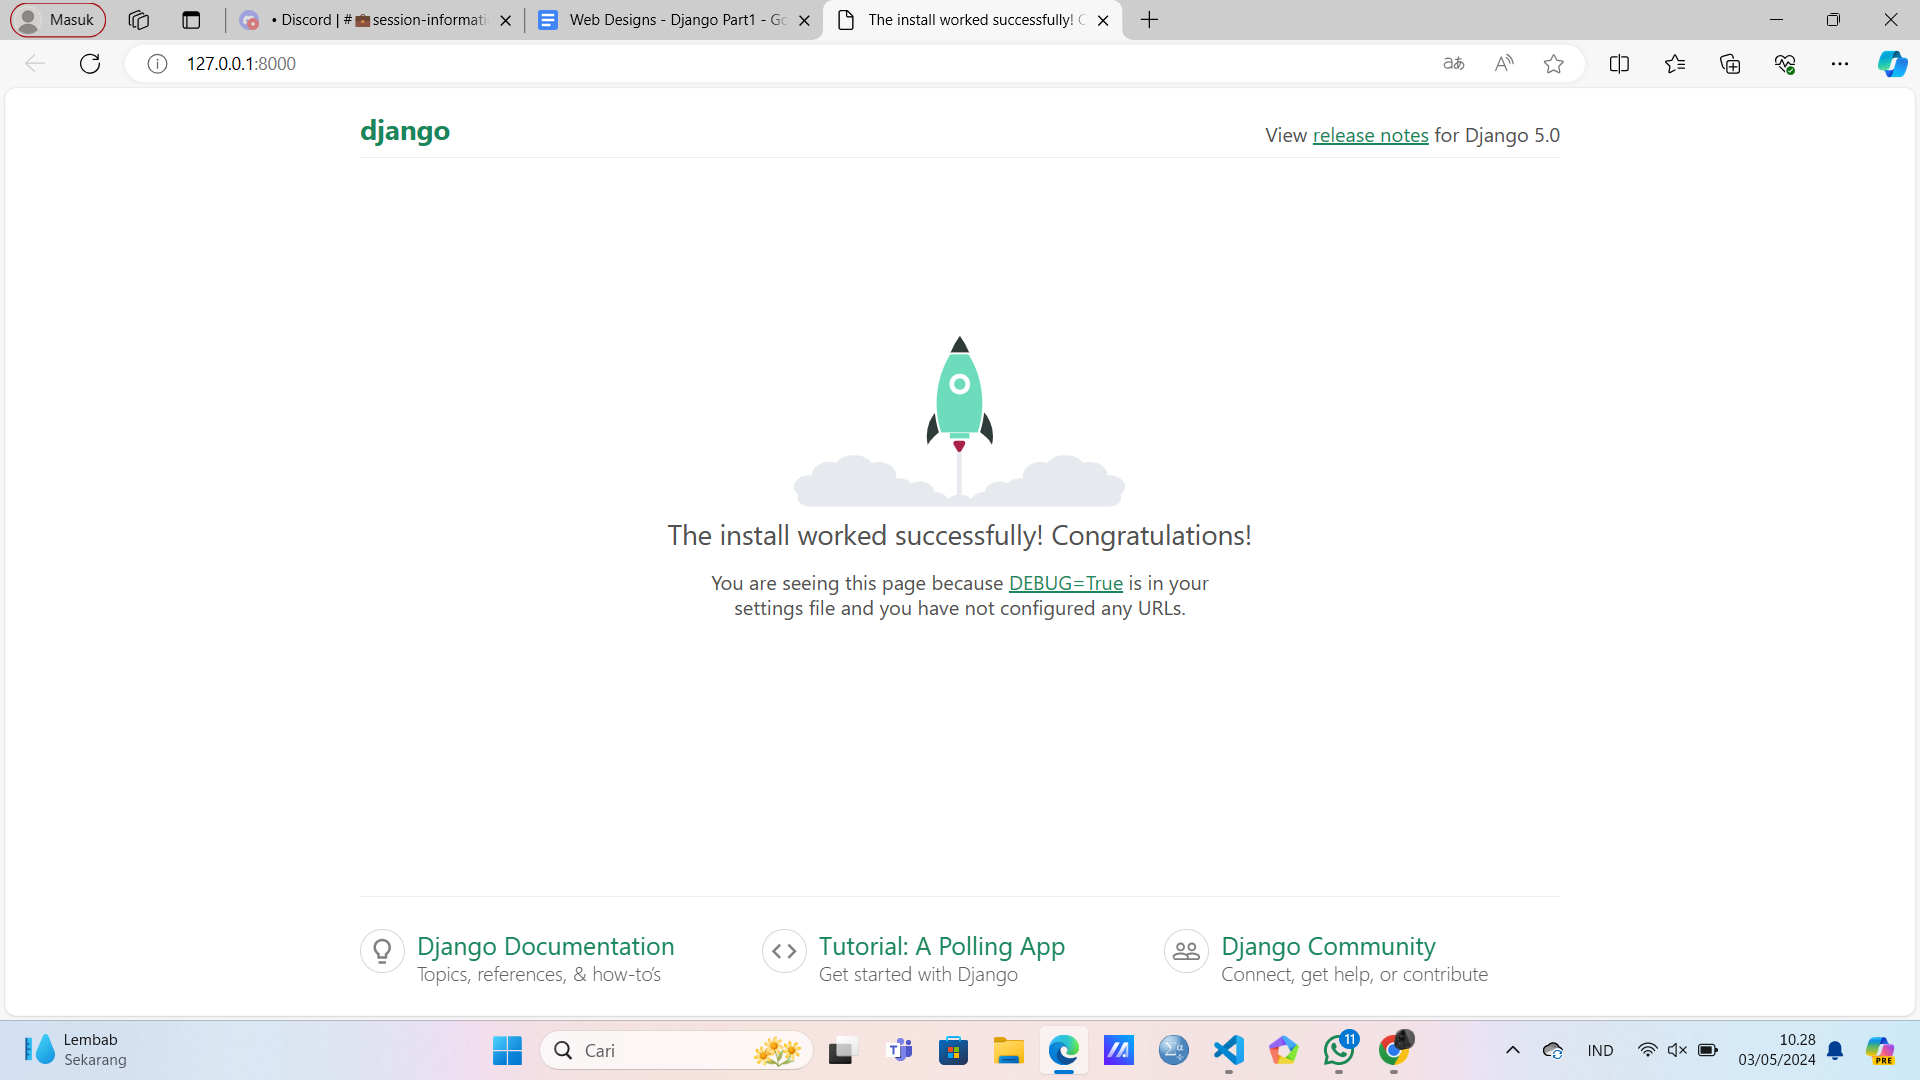 Masuk
• Discord | # 💼session-informati
Web Designs - Django Part1 - Go
The install worked successfully! C
127.0.0.1:8000
django
View release notes for Django 5.0
The install worked successfully! Congratulations!
You are seeing this page because DEBUG=True is in your
settings file and you have not configured any URLs.
Django Documentation
Topics, references, & how-to's
Tutorial: A Polling App
Get started with Django
Django Community
Connect, get help, or contribute
Lembab
Sekarang
Cari
11
IND
10.28
03/05/2024
PRE